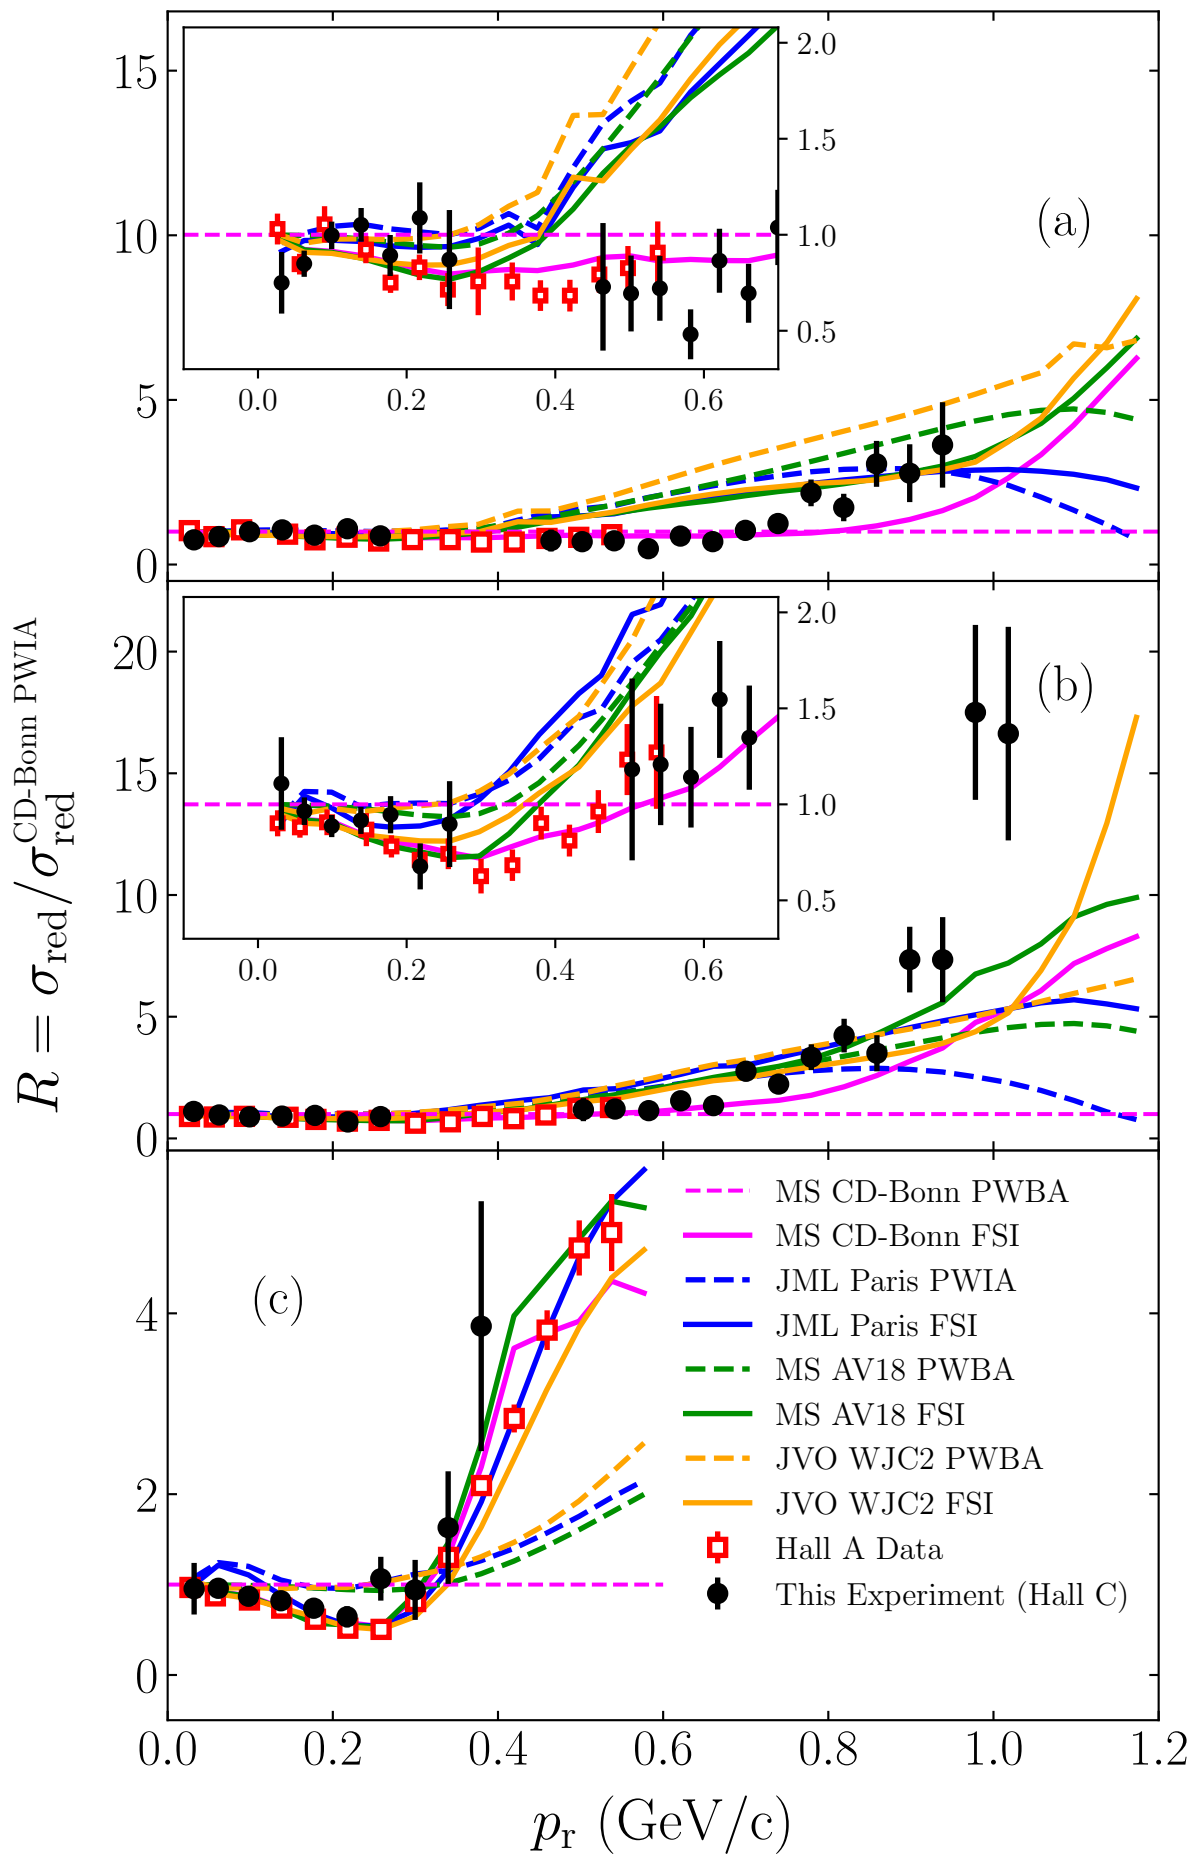 R = σred/σred^CD-Bonn PWIA
15
10
5
0
(a)
2.0
1.5
1.0
0.5
0.0 0.2 0.4 0.6
20
15
10
5
0
(b)
2.0
1.5
1.0
0.5
0.0 0.2 0.4 0.6
4
2
0
(c)
MS CD-Bonn PWBA
MS CD-Bonn FSI
JML Paris PWIA
JML Paris FSI
MS AV18 PWBA
MS AV18 FSI
JVO WJC2 PWBA
JVO WJC2 FSI
Hall A Data
This Experiment (Hall C)
0.0 0.2 0.4 0.6 0.8 1.0 1.2
pr (GeV/c)